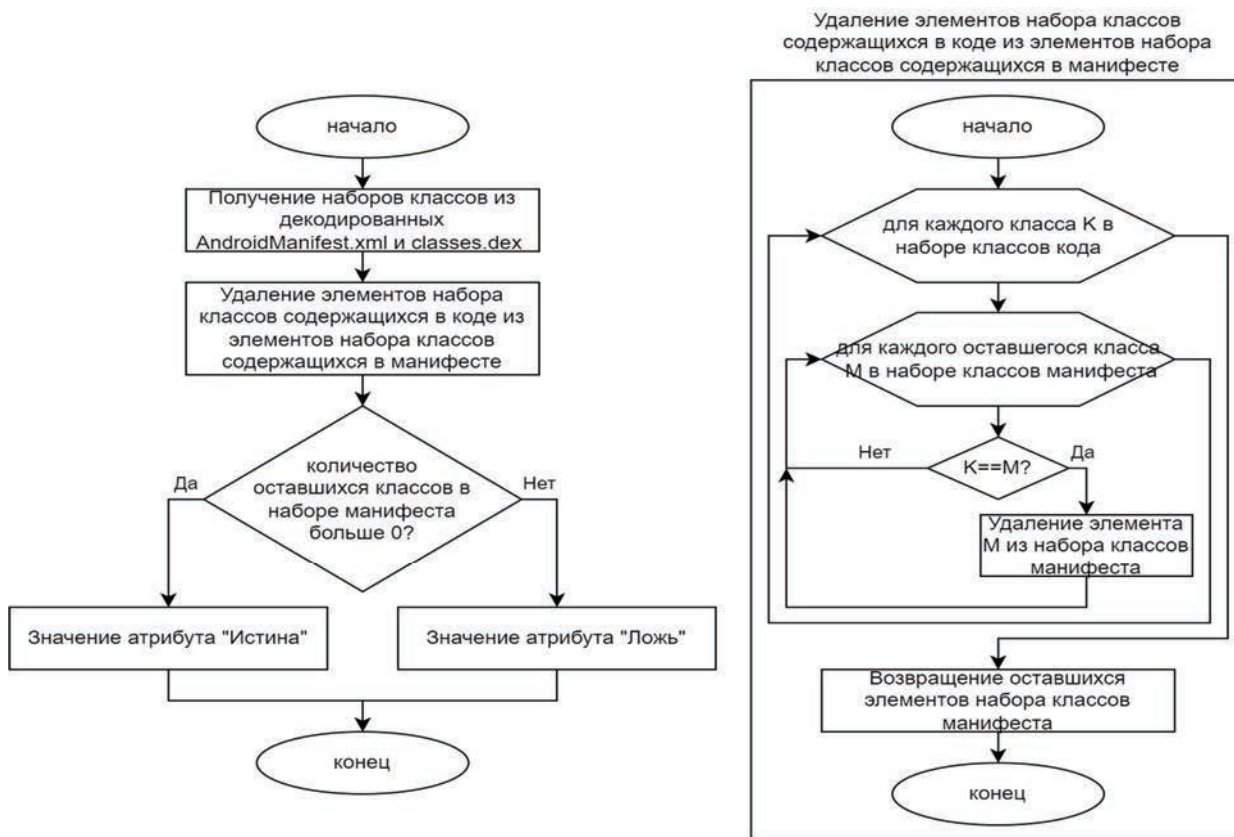 начало
Получение наборов классов из
декодированных
AndroidManifest.xml и classes.dex
Удаление элементов набора
классов содержащихся в коде из
элементов набора классов
содержащихся в манифесте
количество
оставшихся классов в
наборе манифеста
больше 0?
Да
Нет
Значение атрибута "Истина"
Значение атрибута "Ложь"
конец
Удаление элементов набора классов
содержащихся в коде из элементов набора
классов содержащихся в манифесте
начало
для каждого класса K в
наборе классов кода
для каждого оставшегося класса
M в наборе классов манифеста
Нет
K==M?
Да
Удаление элемента
M из набора классов
манифеста
Возвращение оставшихся
элементов набора классов
манифеста
конец